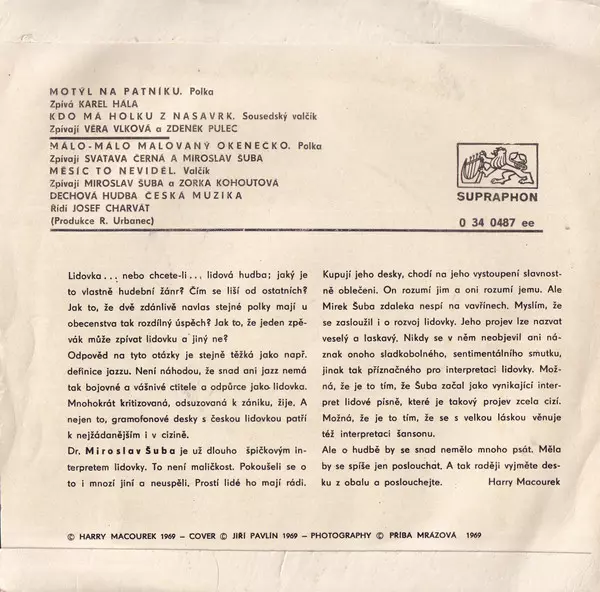 MOTÝL NA PATNÍKU. Polka
Zpívá KAREL HÁLA
KDO MÁ HOLKU Z NASAVRK. Sousedský valčík
Zpívají VĚRA VLKOVÁ a ZDENĚK PULEC
MÁLO-MÁLO MALOVANÝ OKENEČKO. Polka
Zpívají SVATAVA ČERNÁ A MIROSLAV ŠUBA
MĚSÍC TO NEVIDĚL. Valčík
Zpívají MIROSLAV ŠUBA A ZORKA KOHOUTOVÁ
DECHOVÁ HUDBA ČESKÁ MUZIKA
Řídí JOSEF CHARVÁT
(Produkce R. Urbanec)
SUPRAPHON
0 34 0487 ee
Lidovka... nebo chcete-li... lidová hudba; jaký je
to vlastně hudební žánr? Čím se liší od ostatních?
Jak to, že dvě zdánlivě navlas stejné polky mají u
obecenstva tak rozdílný úspěch? Jak to, že jeden zpě-
vák může zpívat lidovku a jiný ne?
Odpověd na tyto otázky je stejně těžká jako např.
definice jazzu. Není náhodou, že snad ani jazz nemá
tak bojovné a vášnivé ctitele a odpůrce jako lidovka.
Mnohokrát kritizovaná, odsuzovaná k zániku, žije. A
nejen to, gramofonové desky s českou lidovkou patří
k nejžádanějším i v cizině.
Dr. Miroslav Šuba je už dlouho špičkovým in-
terpretem lidovky. To není maličkost. Pokoušeli se o
to i mnozí jiní a neuspěli. Prostí lidé ho mají rádi.
Kupují jeho desky, chodí na jeho vystoupení slavnost-
ně oblečeni. On rozumí jim a oni rozumí jemu. Ale
Mirek Šuba zdaleka nespí na vavřínech. Myslím, že
se zasloužil i o rozvoj lidovky. Jeho projev lze nazvat
veselý a laskavý. Nikdy se v něm neobjevil ani ná-
znak onoho sladkobolného, sentimentálního smutku,
jinak tak příznačného pro interpretaci lidovky. Mož-
ná, že je to tím, že Šuba začal jako vynikající inter-
pret lidové písně, které je takový projev zcela cizí.
Možná, že je to tím, že se s velkou láskou věnuje
též interpretaci šansonu.
Ale o hudbě by se snad nemělo mnoho psát. Měla
by se spíše jen poslouchat. A tak raději vyjměte des-
ku z obalu a poslouchejte. Harry Macourek
© HARRY MACOUREK 1969 – COVER © JIŘÍ PAVLÍN 1969 – PHOTOGRAPHY © PŘIBA MRÁZOVÁ 1969